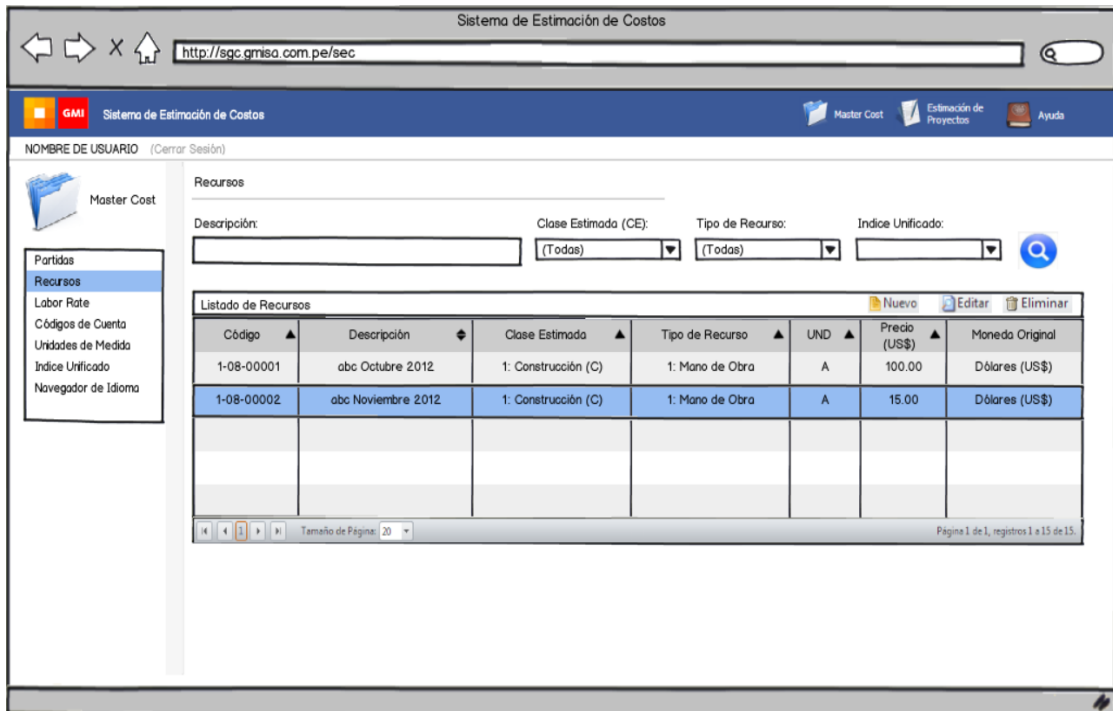 Sistema de Estimación de Costos
http://sgc.gmisa.com.pe/sec
GMI Sistema de Estimación de Costos
Master Cost
Estimación de
Proyectos
Ayuda
NOMBRE DE USUARIO (Cerrar Sesión)
Master Cost
Partidas
Recursos
Labor Rate
Códigos de Cuenta
Unidades de Medida
Indice Unificado
Navegador de Idioma
Recursos
Descripción: Clase Estimada (CE): Tipo de Recurso: Indice Unificado:
(Todas) (Todas)
Listado de Recursos Nuevo Editar Eliminar
Código Descripción Clase Estimada Tipo de Recurso UND Precio (US$) Moneda Original
1-08-00001 abc Octubre 2012 1: Construcción (C) 1: Mano de Obra A 100.00 Dólares (US$)
1-08-00002 abc Noviembre 2012 1: Construcción (C) 1: Mano de Obra A 15.00 Dólares (US$)
1 Tamaño de Página: 20 Página 1 de 1, registros 1 a 15 de 15.